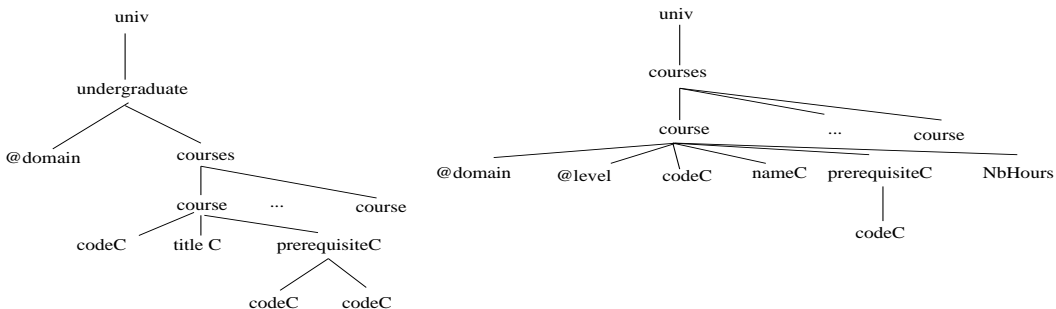 univ
undergraduate
@domain
courses
course
...
course
codeC
title C
prerequisiteC
codeC
codeC
univ
courses
course
...
course
@domain
@level
codeC
nameC
prerequisiteC
NbHours
codeC